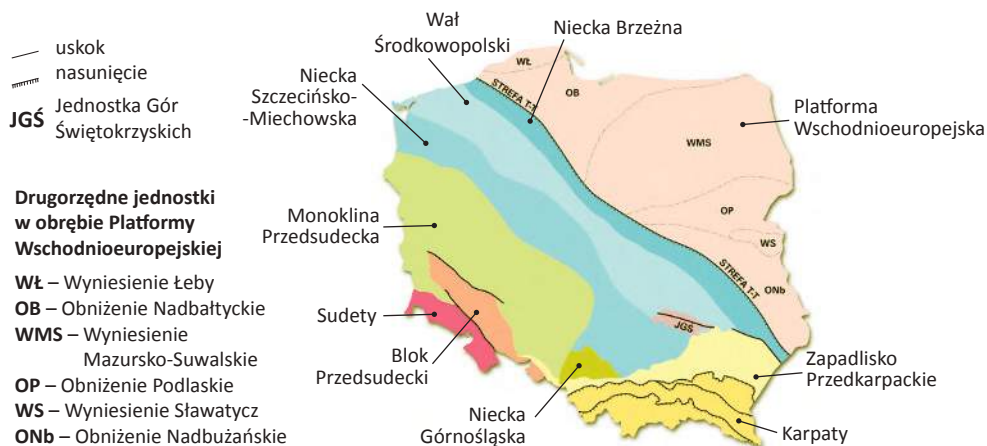 uskok
nasunięcie
JGŚ Jednostka Gór
Świętokrzyskich
Drugorzędne jednostki
w obrębie Platformy
Wschodnioeuropejskiej
WŁ – Wyniesienie Łeby
OB – Obniżenie Nadbałtyckie
WMS – Wyniesienie
Mazursko-Suwalskie
OP – Obniżenie Podlaskie
WS – Wyniesienie Sławatycz
ONb – Obniżenie Nadbużańskie
Wał
Środkowopolski
Niecka Brzeżna
Niecka
Szczecińsko-
-Miechowska
Platforma
Wschodnioeuropejska
Monoklina
Przedsudecka
Sudety
Blok
Przedsudecki
Niecka
Górnośląska
Zapadlisko
Przedkarpackie
Karpaty
WŁ
OB
STREFA T-T
WMS
OP
WS
STREFA T-T
ONb
JGŚ